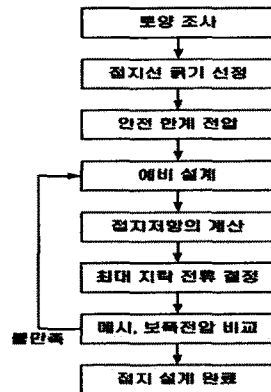 토양 조사
접지선 굵기 선정
안전 한계 전압
예비 설계
접지저항의 계산
최대 지락 전류 결정
메시, 보폭전압 비교
불만족
접지 설계 완료